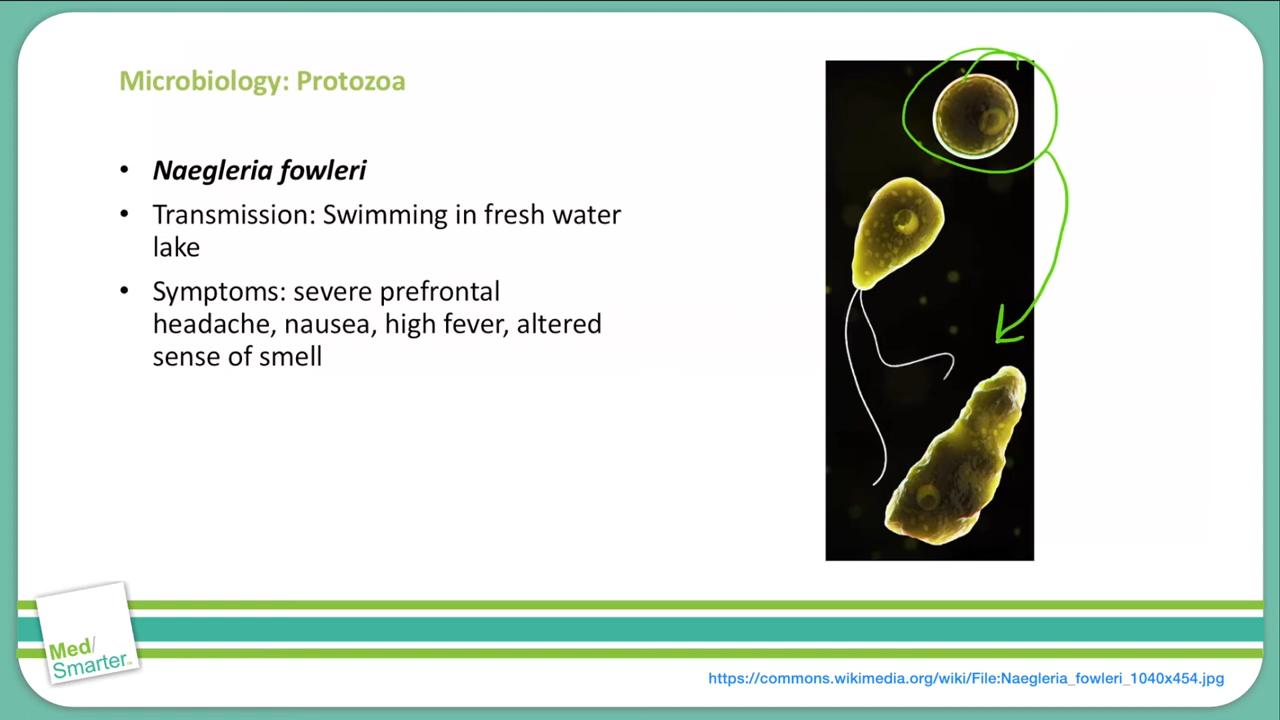 Microbiology: Protozoa
• Naegleria fowleri
• Transmission: Swimming in fresh water
lake
• Symptoms: severe prefrontal
headache, nausea, high fever, altered
sense of smell
Med/
Smarter™
https://commons.wikimedia.org/wiki/File:Naegleria_fowleri_1040x454.jpg